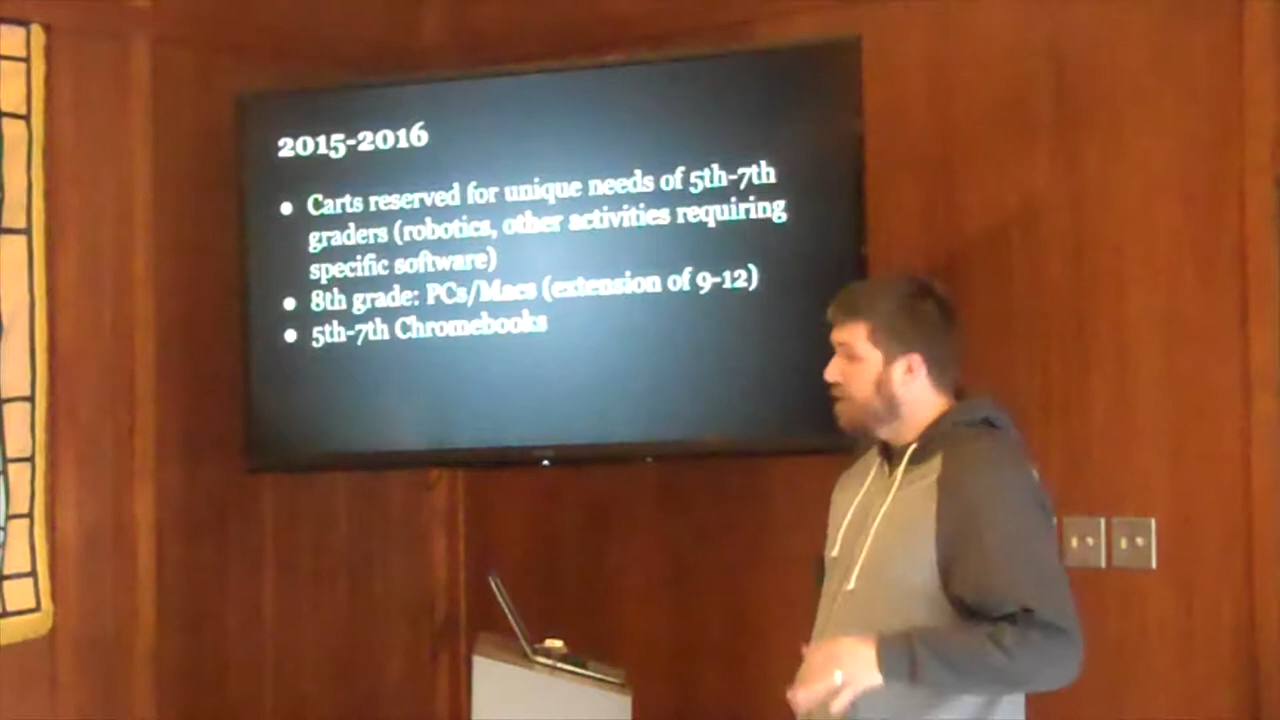 2015-2016
● Carts reserved for unique needs of 5th-7th
graders (robotics, other activities requiring
specific software)
● 8th grade: PCs/Macs (extension of 9-12)
● 5th-7th Chromebooks